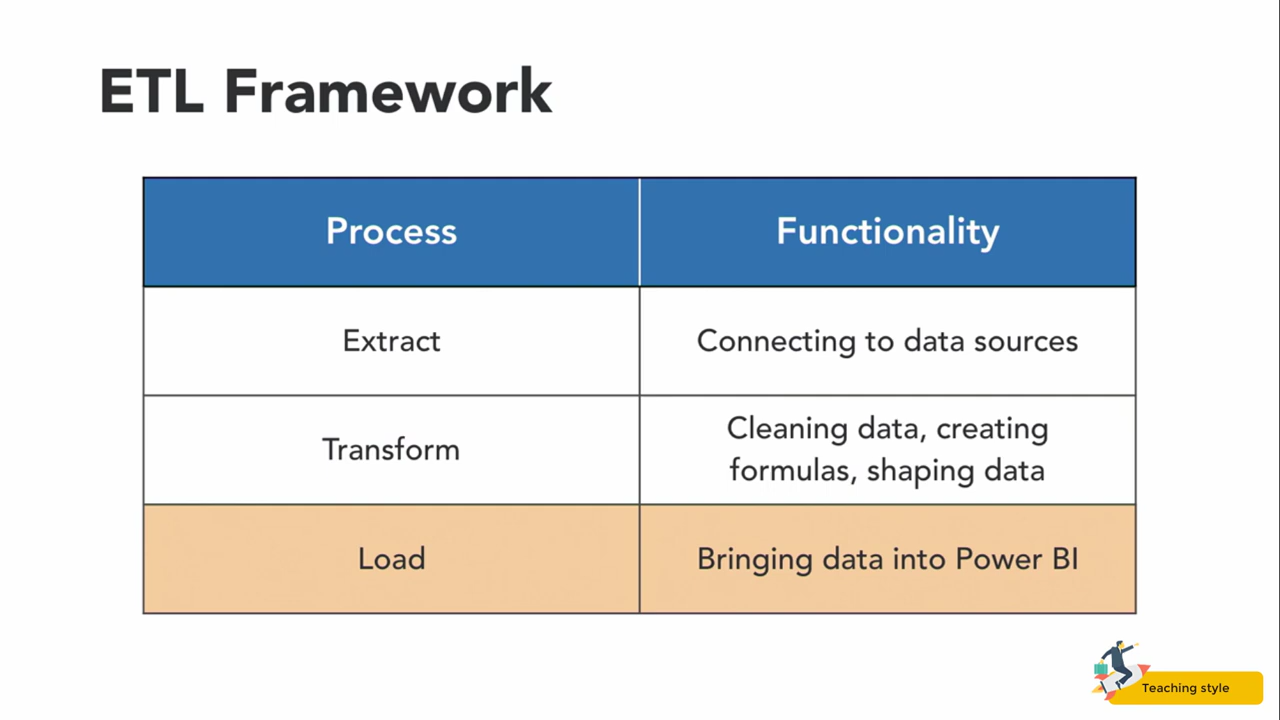 ETL Framework
Process
Functionality
Extract
Connecting to data sources
Transform
Cleaning data, creating
formulas, shaping data
Load
Bringing data into Power BI
Teaching style